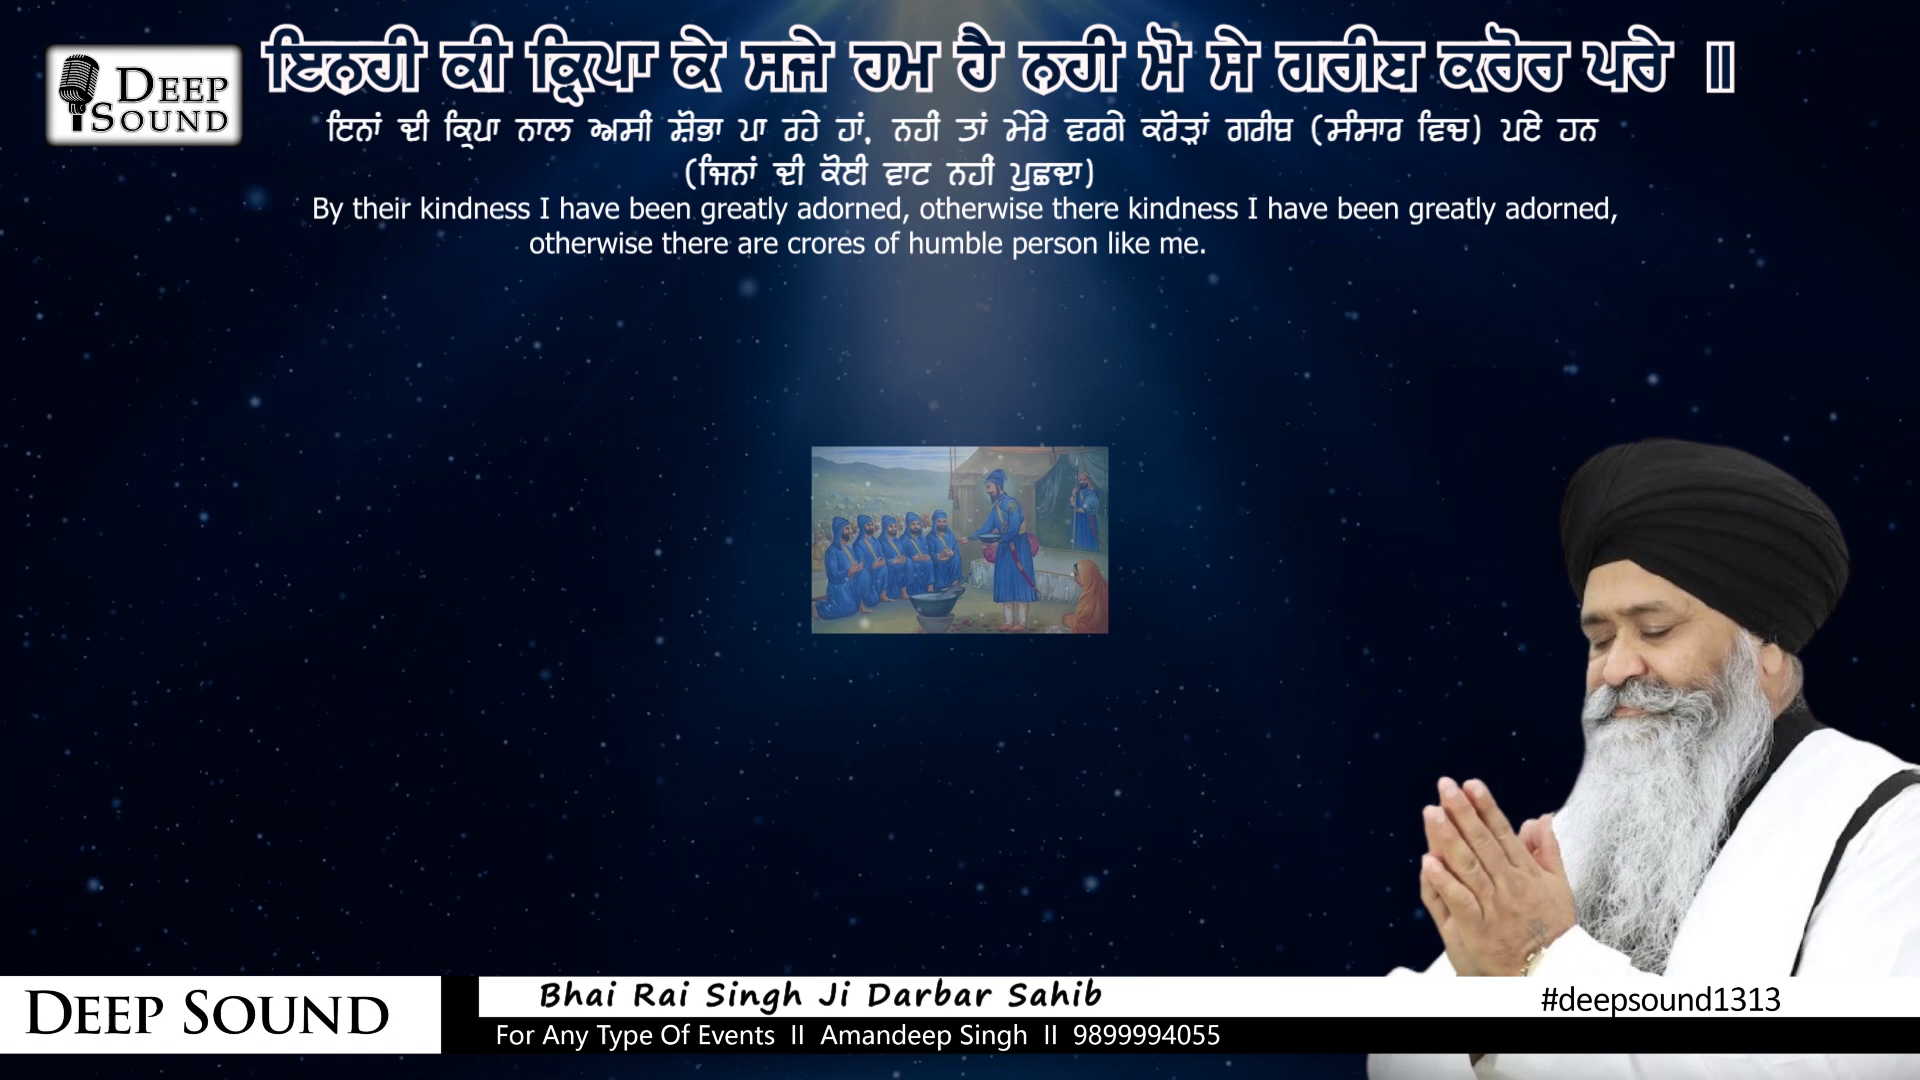 DEEP
SOUND
ਇਨਹੀ ਕੀ ਕ੍ਰਿਪਾ ਕੇ ਸਜੇ ਹਮ ਹੈ ਨਹੀ ਮੋ ਸੇ ਗਰੀਬ ਕਰੋਰ ਪਰੇ ॥
ਇਨਾਂ ਦੀ ਕ੍ਰਿਪਾ ਨਾਲ ਅਸੀ ਸ਼ੋਭਾ ਪਾ ਰਹੇ ਹਾਂ, ਨਹੀਂ ਤਾਂ ਮੇਰੇ ਵਰਗੇ ਕਰੋੜਾਂ ਗਰੀਬ (ਸੰਸਾਰ ਵਿਚ) ਪਏ ਹਨ
(ਜਿਨਾਂ ਦੀ ਕੋਈ ਵਾਟ ਨਹੀਂ ਪੁਛਦਾ)
By their kindness I have been greatly adorned, otherwise there kindness I have been greatly adorned,
otherwise there are crores of humble person like me.
DEEP SOUND
Bhai Rai Singh Ji Darbar Sahib
#deepsound1313
For Any Type Of Events II Amandeep Singh II 9899994055